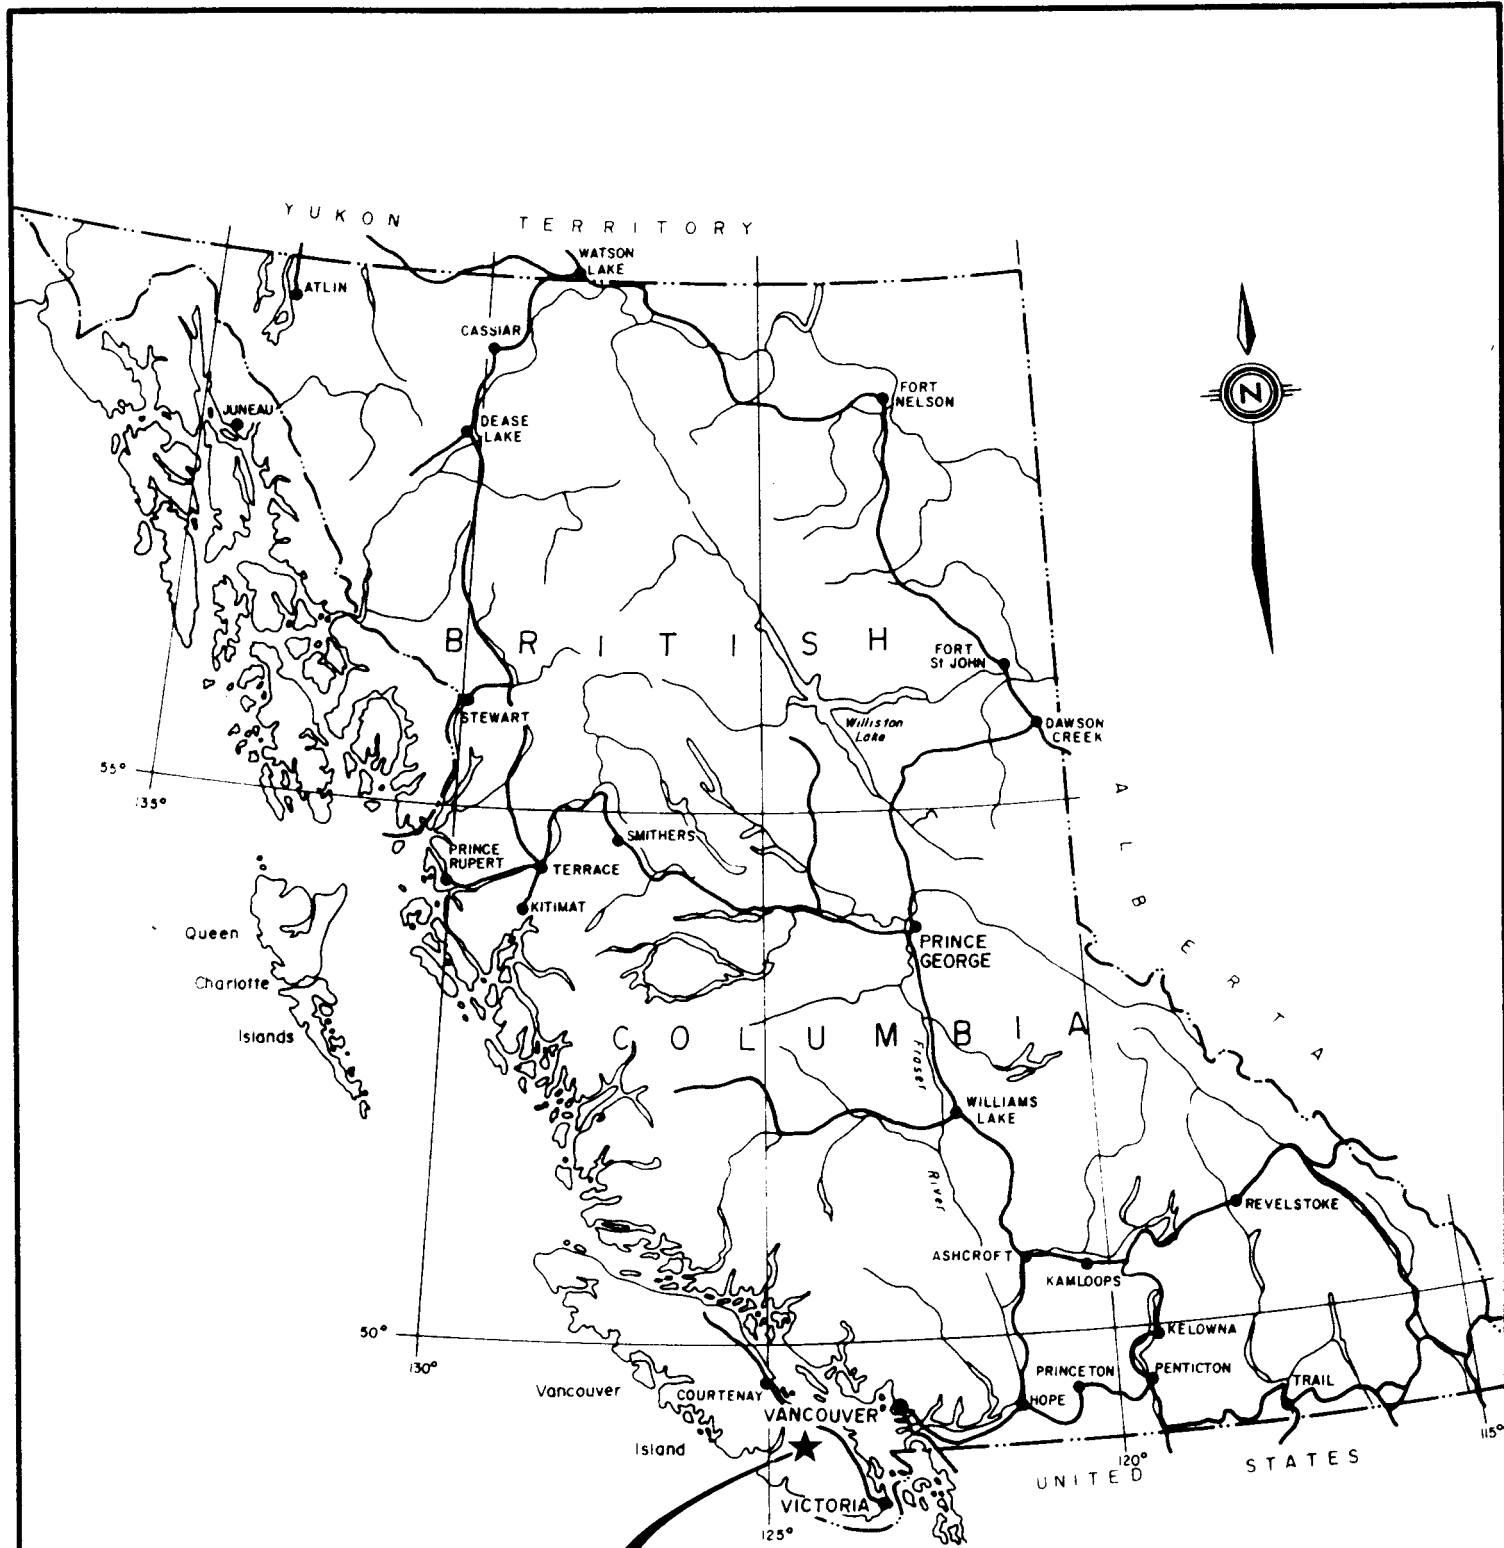 YUKON TERRITORY
WATSON
LAKE
ATLIN
CASSIAR
FORT
NELSON
N
JUNEAU
DEASE
LAKE
BRITISH
FORT
St JOHN
STEWART
Williston
Lake
DAWSON
CREEK
55°
135°
ALBERTA
SMITHERS
PRINCE
RUPERT
TERRACE
KITIMAT
Queen
Charlotte
Islands
PRINCE
GEORGE
COLUMBIA
Fraser
River
WILLIAMS
LAKE
REVELSTOKE
ASHCROFT
KAMLOOPS
50°
130°
KELOWNA
PRINCETON
PENTICTON
Vancouver
Island
COURTENAY
HOPE
TRAIL
VANCOUVER
115°
120°
UNITED STATES
VICTORIA
125°